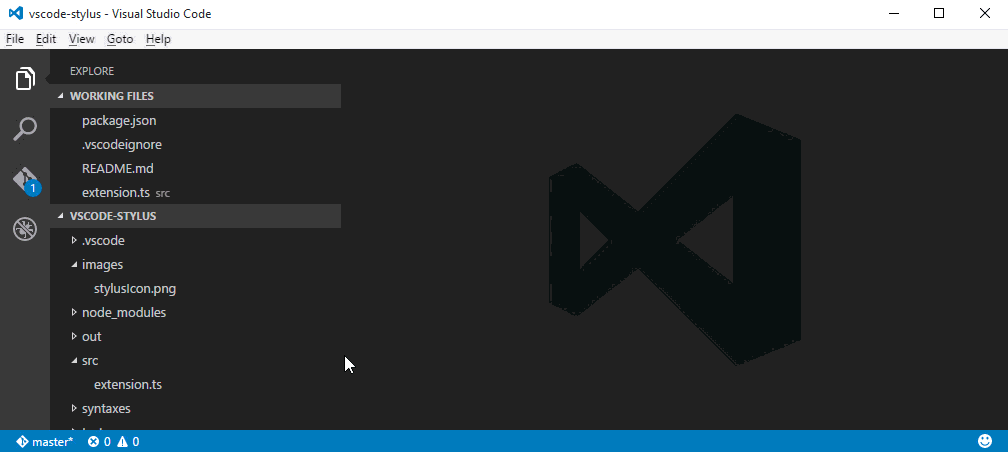 vscode-stylus - Visual Studio Code
File Edit View Goto Help
EXPLORE
WORKING FILES
package.json
.vscodeignore
README.md
extension.ts src
1
VSCODE-STYLUS
.vscode
images
stylusIcon.png
node_modules
out
src
extension.ts
syntaxes
master* 0 0